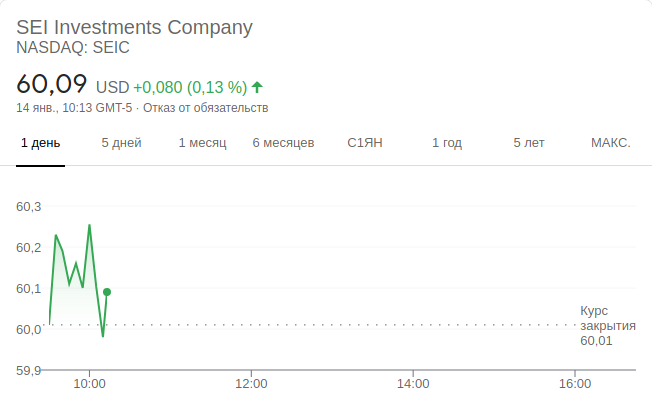 SEI Investments Company
NASDAQ: SEIC
60,09 USD +0,080 (0,13 %)
14 янв., 10:13 GMT-5 · Отказ от обязательств
1 день 5 дней 1 месяц 6 месяцев С1ЯН 1 год 5 лет МАКС.
60,3
60,2
60,1
60,0
59,9
Курс
закрытия
60,01
10:00 12:00 14:00 16:00